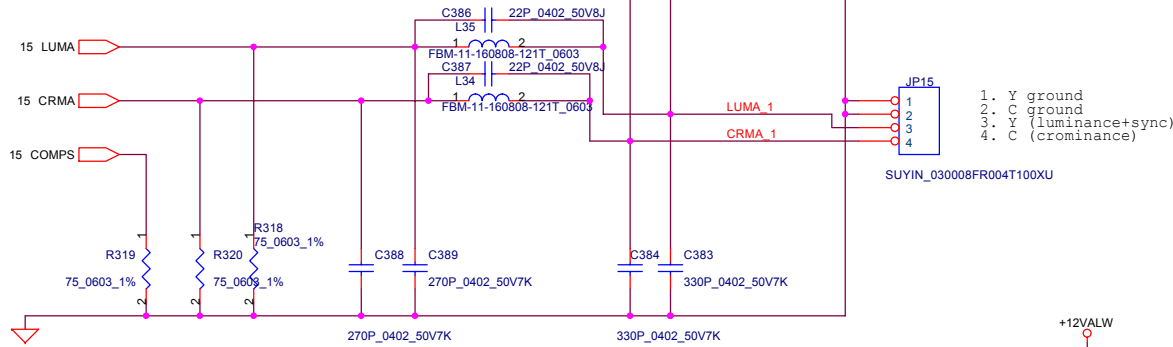 C386 22P_0402_50V8J
L35
15 LUMA
1 2
FBM-11-160808-121T_0603
C387 22P_0402_50V8J
L34
15 CRMA
1 2
FBM-11-160808-121T_0603
JP15
1
2
3
4
LUMA_1
CRMA_1
1. Y ground
2. C ground
3. Y (luminance+sync)
4. C (crominance)
SUYIN_030008FR004T100XU
15 COMPS
1
R319
75_0603_1%
2
1
R320
75_0603_1%
2
1
R318
75_0603_1%
2
C388
270P_0402_50V7K
C389
270P_0402_50V7K
C384
330P_0402_50V7K
C383
330P_0402_50V7K
+12VALW